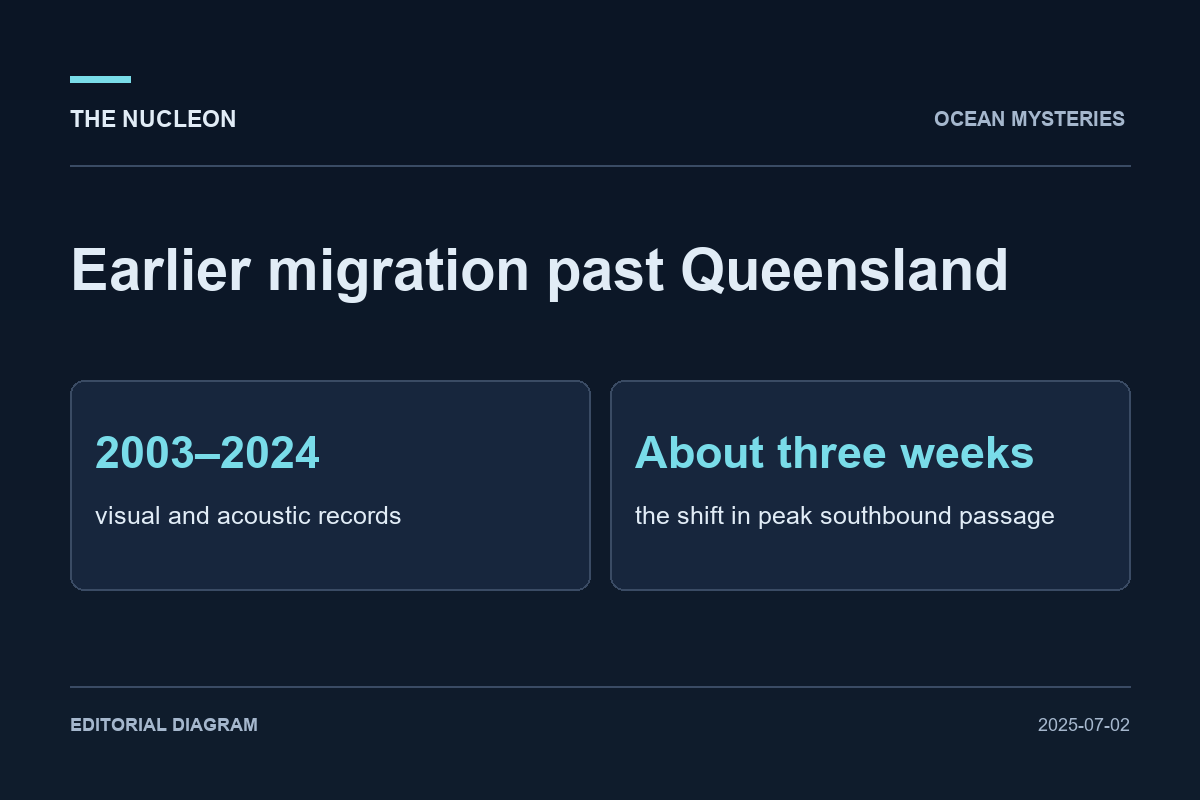 THE NUCLEON
OCEAN MYSTERIES
Earlier migration past Queensland
2003–2024
visual and acoustic records
About three weeks
the shift in peak southbound passage
EDITORIAL DIAGRAM
2025-07-02